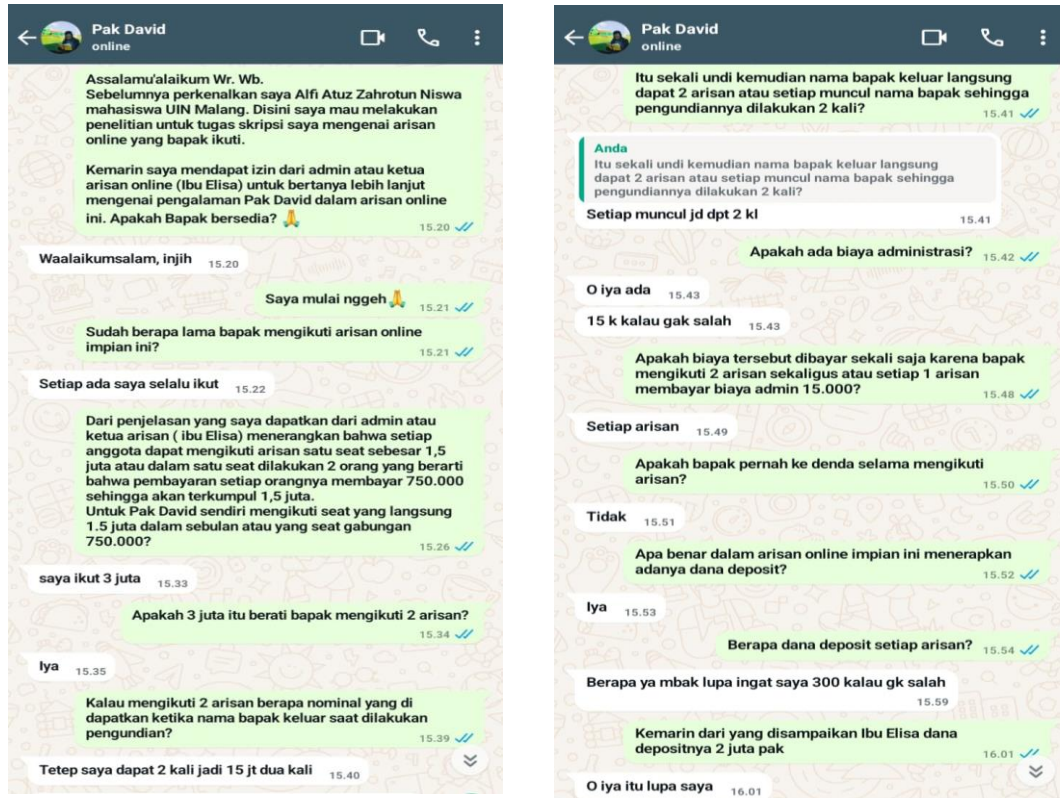 Pak David
online
Assalamu'alaikum Wr. Wb.
Sebelumnya perkenalkan saya Alfi Atuz Zahrotun Niswa
mahasiswa UIN Malang. Disini saya mau melakukan
penelitian untuk tugas skripsi saya mengenai arisan
online yang bapak ikuti.
Kemarin saya mendapat izin dari admin atau ketua
arisan online (Ibu Elisa) untuk bertanya lebih lanjut
mengenai pengalaman Pak David dalam arisan online
ini. Apakah Bapak bersedia? 🙏
15.20
Waalaikumsalam, injih 15.20
Saya mulai nggeh🙏 15.21
Sudah berapa lama bapak mengikuti arisan online
impian ini?
15.21
Setiap ada saya selalu ikut 15.22
Dari penjelasan yang saya dapatkan dari admin atau
ketua arisan ( ibu Elisa) menerangkan bahwa setiap
anggota dapat mengikuti arisan satu seat sebesar 1,5
juta atau dalam satu seat dilakukan 2 orang yang berarti
bahwa pembayaran setiap orangnya membayar 750.000
sehingga akan terkumpul 1,5 juta.
Untuk Pak David sendiri mengikuti seat yang langsung
1.5 juta dalam sebulan atau yang seat gabungan
750.000?
15.26
saya ikut 3 juta 15.33
Apakah 3 juta itu berati bapak mengikuti 2 arisan?
15.34
Iya 15.35
Kalau mengikuti 2 arisan berapa nominal yang di
dapatkan ketika nama bapak keluar saat dilakukan
pengundian?
15.39
Tetep saya dapat 2 kali jadi 15 jt dua kali 15.40
Pak David
online
Itu sekali undi kemudian nama bapak keluar langsung
dapat 2 arisan atau setiap muncul nama bapak sehingga
pengundiannya dilakukan 2 kali?
15.41
Anda
Itu sekali undi kemudian nama bapak keluar langsung
dapat 2 arisan atau setiap muncul nama bapak sehingga
pengundiannya dilakukan 2 kali?
Setiap muncul jd dpt 2 kl 15.41
Apakah ada biaya administrasi? 15.42
O iya ada 15.43
15 k kalau gak salah 15.43
Apakah biaya tersebut dibayar sekali saja karena bapak
mengikuti 2 arisan sekaligus atau setiap 1 arisan
membayar biaya admin 15.000?
15.48
Setiap arisan 15.49
Apakah bapak pernah ke denda selama mengikuti
arisan?
15.50
Tidak 15.51
Apa benar dalam arisan online impian ini menerapkan
adanya dana deposit?
15.52
Iya 15.53
Berapa dana deposit setiap arisan? 15.54
Berapa ya mbak lupa ingat saya 300 kalau gk salah
15.59
Kemarin dari yang disampaikan Ibu Elisa dana
depositnya 2 juta pak
16.01
O iya itu lupa saya 16.01